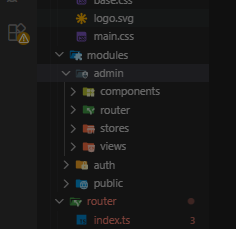 base.css
logo.svg
main.css
modules
admin
components
router
stores
views
auth
public
router
index.ts 3